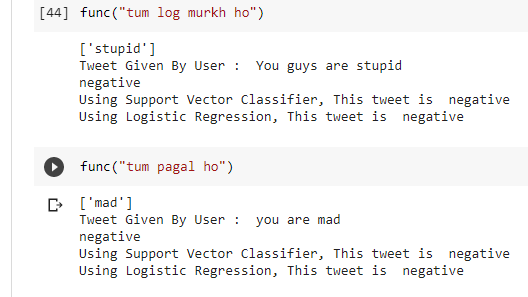 [44] func("tum log murkh ho")
['stupid']
Tweet Given By User :  You guys are stupid
negative
Using Support Vector Classifier, This tweet is  negative
Using Logistic Regression, This tweet is  negative
func("tum pagal ho")
['mad']
Tweet Given By User :  you are mad
negative
Using Support Vector Classifier, This tweet is  negative
Using Logistic Regression, This tweet is  negative